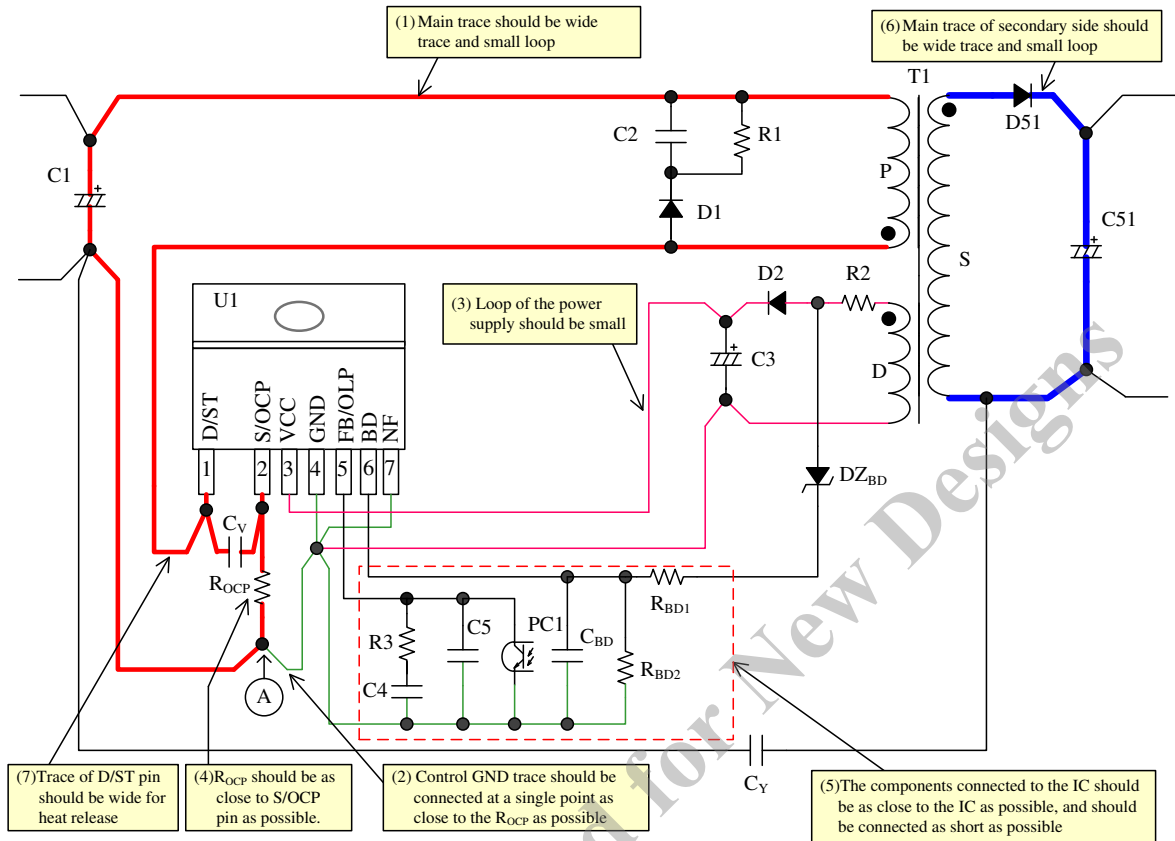 (1) Main trace should be wide
trace and small loop
(6) Main trace of secondary side should
be wide trace and small loop
T1
D51
C2
R1
C1
P
D1
C51
S
D2
R2
U1
(3) Loop of the power
supply should be small
C3
D
D/ST
S/OCP
VCC
GND
FB/OLP
BD
NF
1
2
3
4
5
6
7
DZBD
CV
ROCP
RBD1
PC1
C5
CBD
R3
RBD2
C4
A
CY
(7)Trace of D/ST pin
should be wide for
heat release
(4)ROCP should be as
close to S/OCP
pin as possible.
(2) Control GND trace should be
connected at a single point as
close to the ROCP as possible
(5)The components connected to the IC should
be as close to the IC as possible, and should
be connected as short as possible
d for New Designs